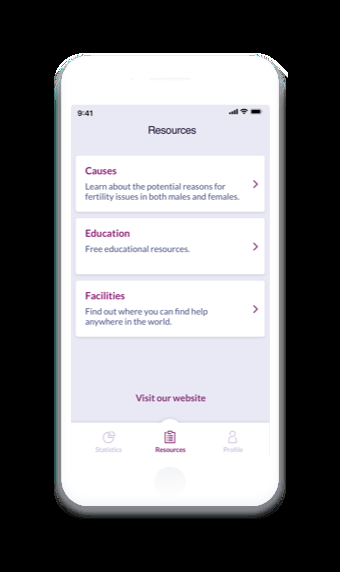 9:41
Resources
Causes
Learn about the potential reasons for
fertility issues in both males and females.
Education
Free educational resources.
Facilities
Find out where you can find help
anywhere in the world.
Visit our website
Statistics
Resources
Profile